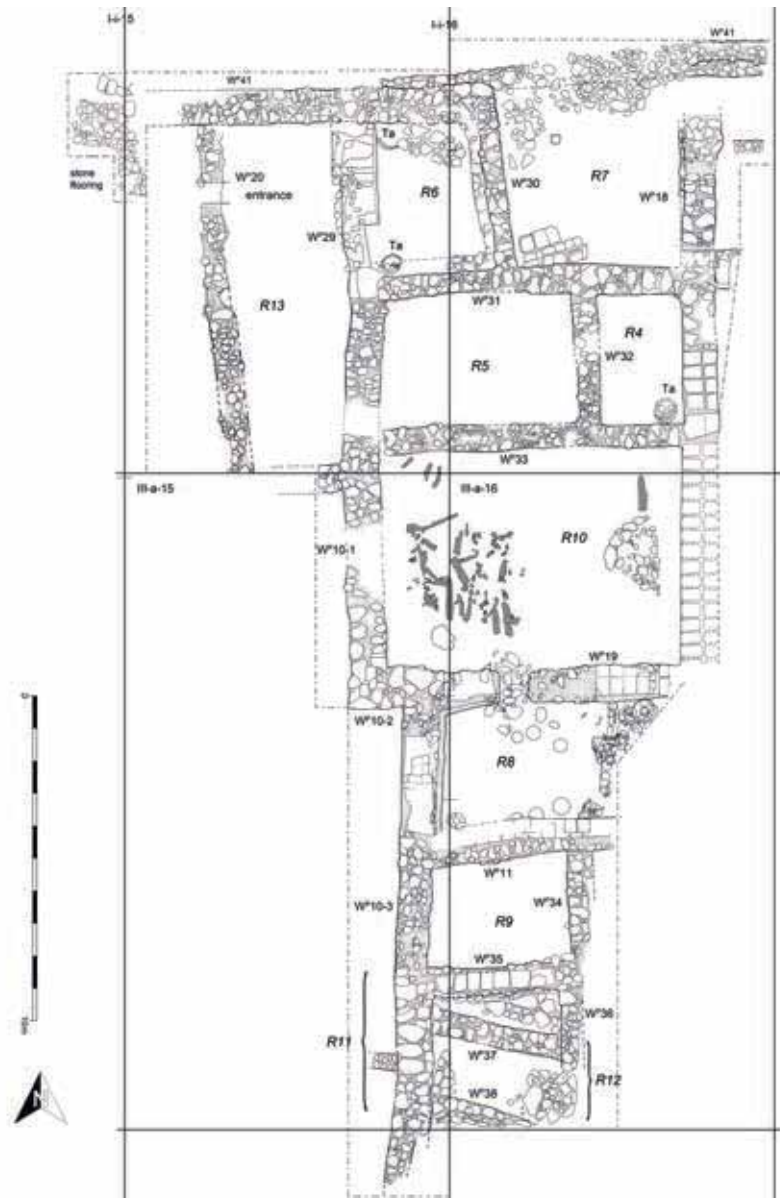 I-i-15
I-i-16
W°41
W°41
Ta
W°20
entrance
stone
flooring
W°29
R6
W°30
R7
W°18
Ta
R13
W°31
R5
R4
W°32
Ta
W°33
III-a-15
III-a-16
R10
W°10-1
W°19
W°10-2
R8
W°11
W°10-3
W°34
R9
W°35
W°36
R11
W°37
R12
W°38
0
10m
N